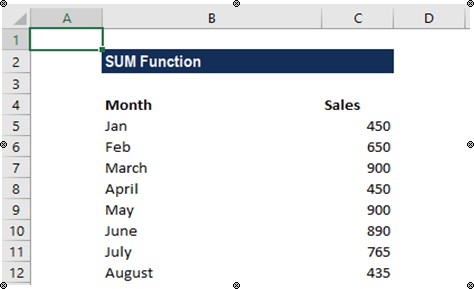 A B C D
1
2 SUM Function
3
4 Month Sales
5 Jan 450
6 Feb 650
7 March 900
8 April 450
9 May 900
10 June 890
11 July 765
12 August 435